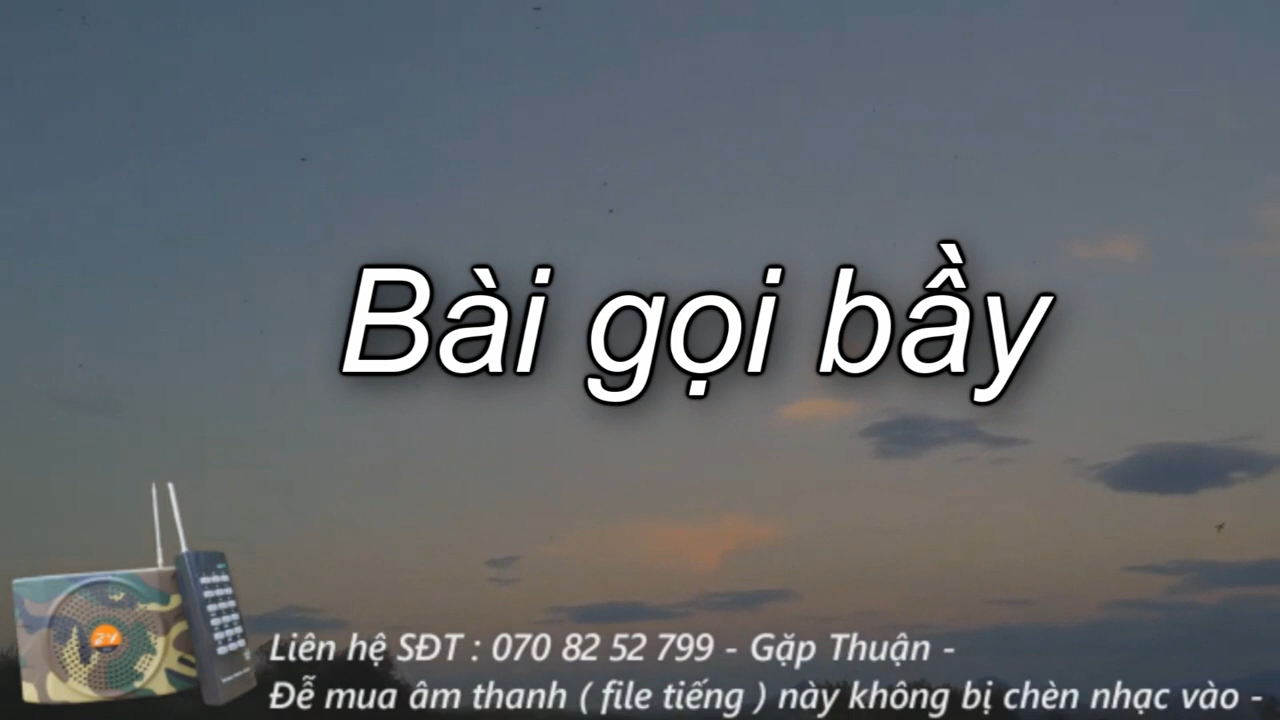 Bài gọi bầy
Liên hệ SĐT : 070 82 52 799 - Gặp Thuận -
Đễ mua âm thanh ( file tiếng ) này không bị chèn nhạc vào -